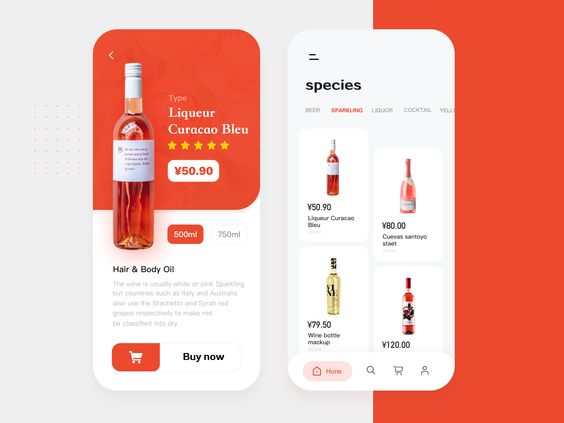 Type
Liqueur
Curacao Bleu
¥50.90
500ml
750ml
Hair & Body Oil
The wine is usually white or pink Sparkling
but countries such as Italy and Australia
also use the Brachetto and Syrah red
grapes respectively to make red
be classified into dry .
Buy now
species
BEER
SPARKLING
LIQUOR
COCKTAIL
YELL
¥50.90
Liqueur Curacao
Bleu
¥80.00
Cuevas santoyo
staet
¥79.50
Wine bottle
mackup
¥120.00
Home